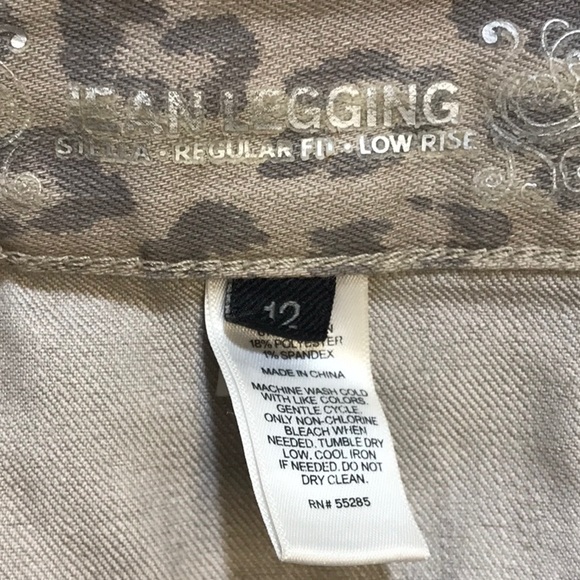 JEAN LEGGING
STELLA • REGULAR FIT • LOW RISE
12
18% POLYESTER
1% SPANDEX
MADE IN CHINA
MACHINE WASH COLD
WITH LIKE COLORS.
GENTLE CYCLE.
ONLY NON-CHLORINE
BLEACH WHEN
NEEDED. TUMBLE DRY
LOW. COOL IRON
IF NEEDED. DO NOT
DRY CLEAN.
RN# 55285